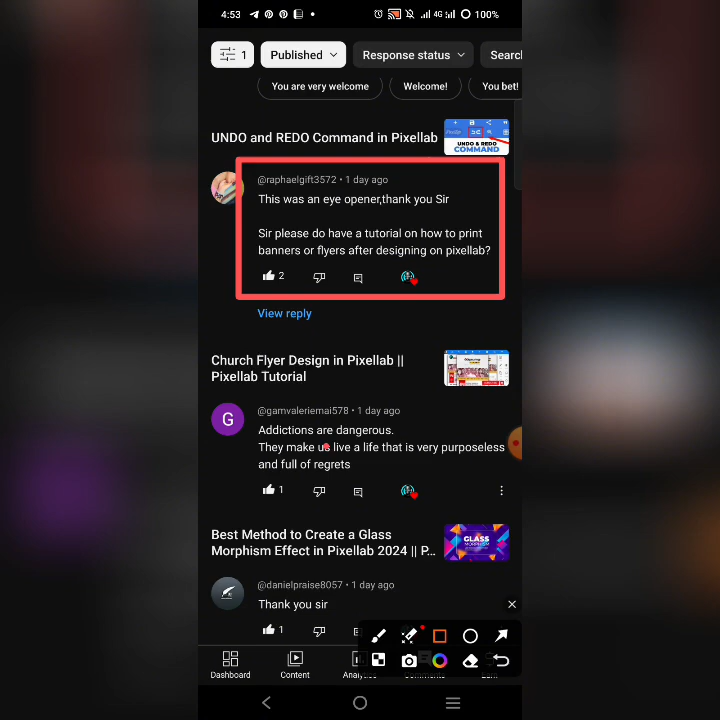 4:53
4G
100%
1
Published
Response status
Search
You are very welcome
Welcome!
You bet!
UNDO and REDO Command in Pixellab
UNDO & REDO
COMMAND
@raphaelgift3572 • 1 day ago
This was an eye opener,thank you Sir
Sir please do have a tutorial on how to print
banners or flyers after designing on pixellab?
2
View reply
Church Flyer Design in Pixellab ||
Pixellab Tutorial
G
@gamvaleriemai578 • 1 day ago
Addictions are dangerous.
They make us live a life that is very purposeless
and full of regrets
1
Best Method to Create a Glass
Morphism Effect in Pixellab 2024 || P...
GLASS
MORPHISM
@danielpraise8057 • 1 day ago
Thank you sir
1
Dashboard
Content